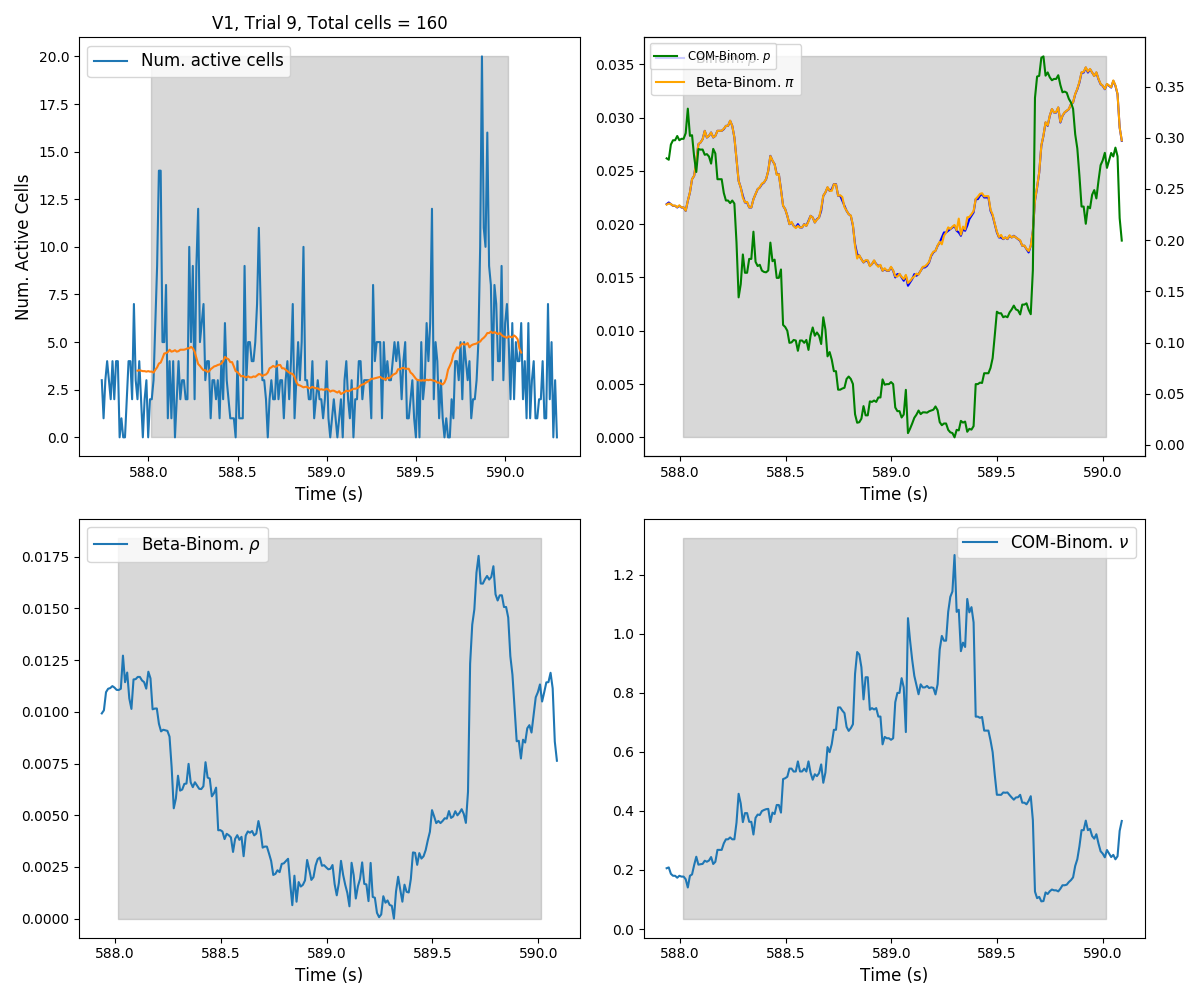 V1, Trial 9, Total cells = 160
Num. active cells
Num. Active Cells
20.0
17.5
15.0
12.5
10.0
7.5
5.0
2.5
0.0
588.0 588.5 589.0 589.5 590.0
Time (s)
COM-Binom. p
Beta-Binom. π
0.035
0.030
0.025
0.020
0.015
0.010
0.005
0.000
0.35
0.30
0.25
0.20
0.15
0.10
0.05
0.00
588.0 588.5 589.0 589.5 590.0
Time (s)
Beta-Binom. ρ
0.0175
0.0150
0.0125
0.0100
0.0075
0.0050
0.0025
0.0000
588.0 588.5 589.0 589.5 590.0
Time (s)
COM-Binom. ν
1.2
1.0
0.8
0.6
0.4
0.2
0.0
588.0 588.5 589.0 589.5 590.0
Time (s)